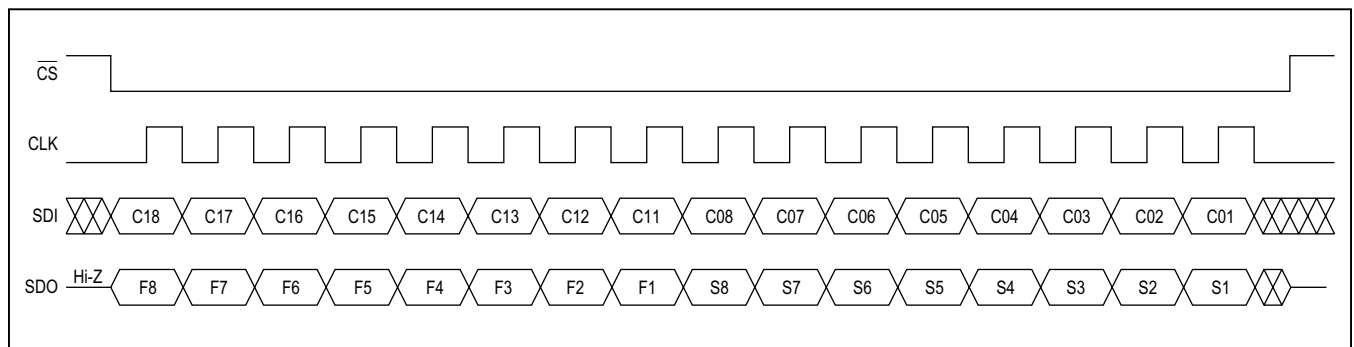 CS
CLK
SDI C18 C17 C16 C15 C14 C13 C12 C11 C08 C07 C06 C05 C04 C03 C02 C01
SDO Hi-Z F8 F7 F6 F5 F4 F3 F2 F1 S8 S7 S6 S5 S4 S3 S2 S1